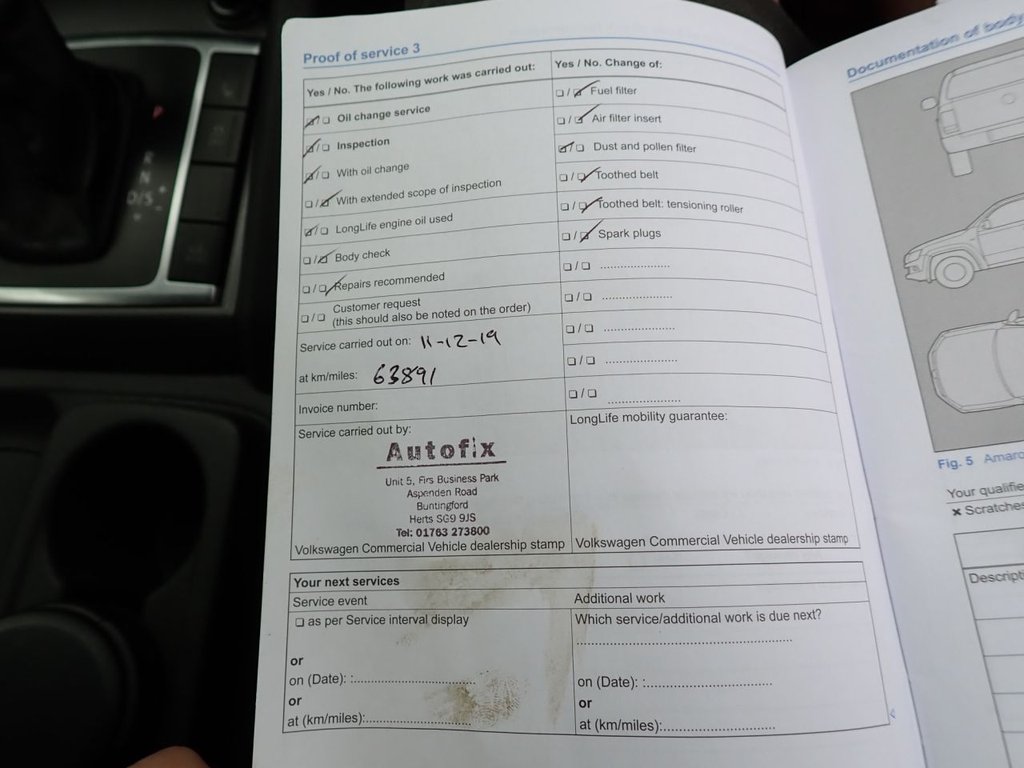 Proof of service 3
Yes / No. The following work was carried out:
Oil change service
Inspection
With oil change
With extended scope of inspection
LongLife engine oil used
Body check
Repairs recommended
Customer request
(this should also be noted on the order)
Service carried out on: 11-12-19
at km/miles: 63891
Invoice number:
Service carried out by:
Autofix
Unit 5, Firs Business Park
Aspenden Road
Buntingford
Herts SG9 9JS
Tel: 01763 273800
Volkswagen Commercial Vehicle dealership stamp
Yes / No. Change of:
Fuel filter
Air filter insert
Dust and pollen filter
Toothed belt
Toothed belt: tensioning roller
Spark plugs
LongLife mobility guarantee:
Volkswagen Commercial Vehicle dealership stamp
Your next services
Service event
as per Service interval display
or
on (Date): :
or
at (km/miles):
Additional work
Which service/additional work is due next?
on (Date): :
or
at (km/miles):
Documentation of body
Fig. 5 Amaro
Your qualifie
× Scratches
Descripti
R
N
D/S